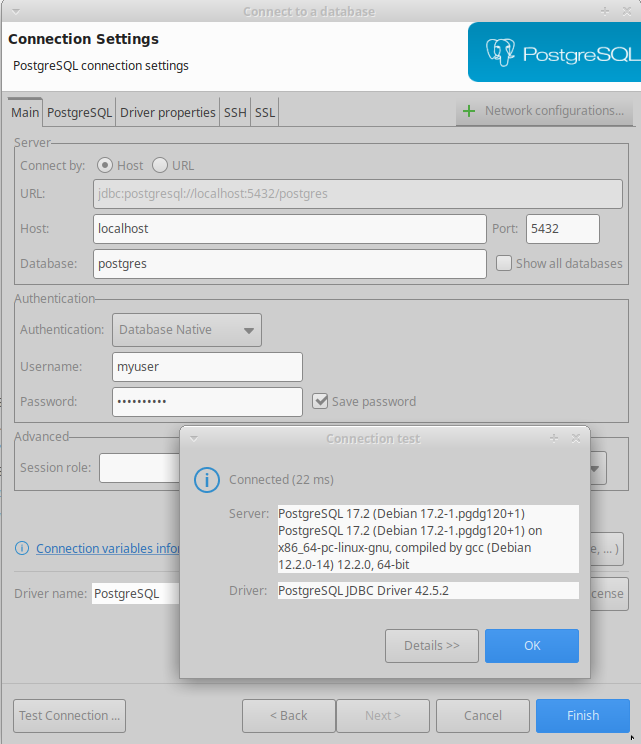 Connect to a database
Connection Settings
PostgreSQL connection settings
PostgreSQL
Main PostgreSQL Driver properties SSH SSL
Network configurations...
Server
Connect by: Host URL
URL: jdbc:postgresql://localhost:5432/postgres
Host: localhost Port: 5432
Database: postgres Show all databases
Authentication
Authentication: Database Native
Username: myuser
Password: •••••••••• Save password
Advanced
Session role:
Connection test
Connected (22 ms)
Server: PostgreSQL 17.2 (Debian 17.2-1.pgdg120+1)
PostgreSQL 17.2 (Debian 17.2-1.pgdg120+1) on
x86_64-pc-linux-gnu, compiled by gcc (Debian
12.2.0-14) 12.2.0, 64-bit
Driver: PostgreSQL JDBC Driver 42.5.2
Details >> OK
Connection variables
Driver name: PostgreSQL
Test Connection ... < Back Next > Cancel Finish